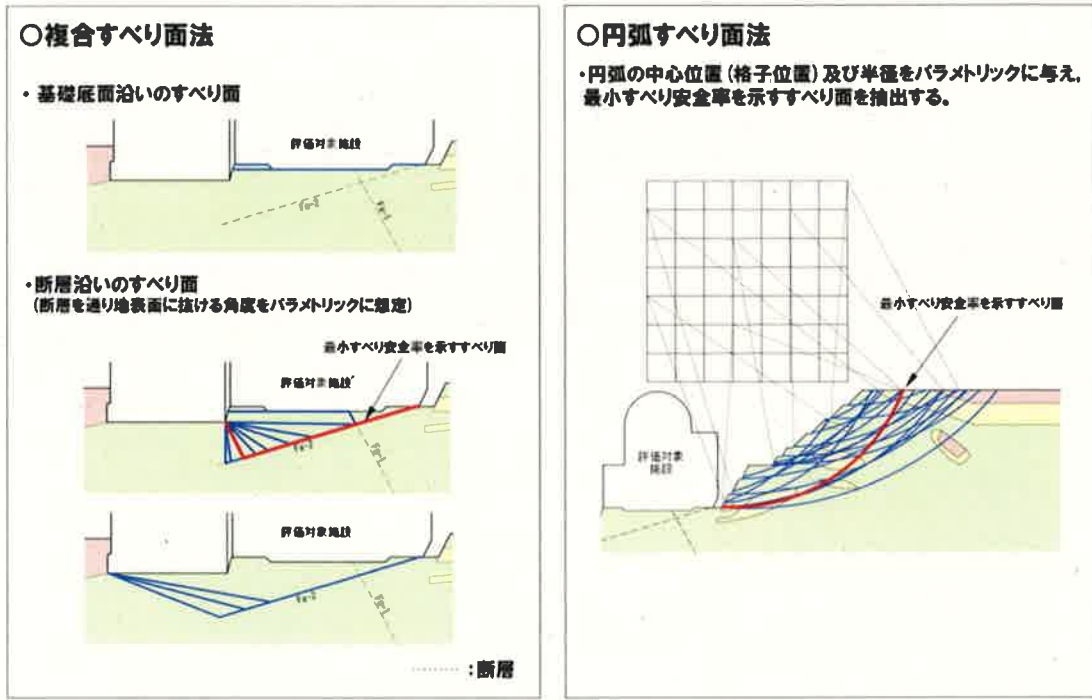 ○複合すべり面法
・基礎底面沿いのすべり面
評価対象施設
・断層沿いのすべり面
(断層を通り地表面に抜ける角度をパラメトリックに想定)
最小すべり安全率を示すすべり面
評価対象施設
評価対象施設
:断層
○円弧すべり面法
・円弧の中心位置(格子位置)及び半径をパラメトリックに与え,
最小すべり安全率を示すすべり面を抽出する。
最小すべり安全率を示すすべり面
評価対象
施設